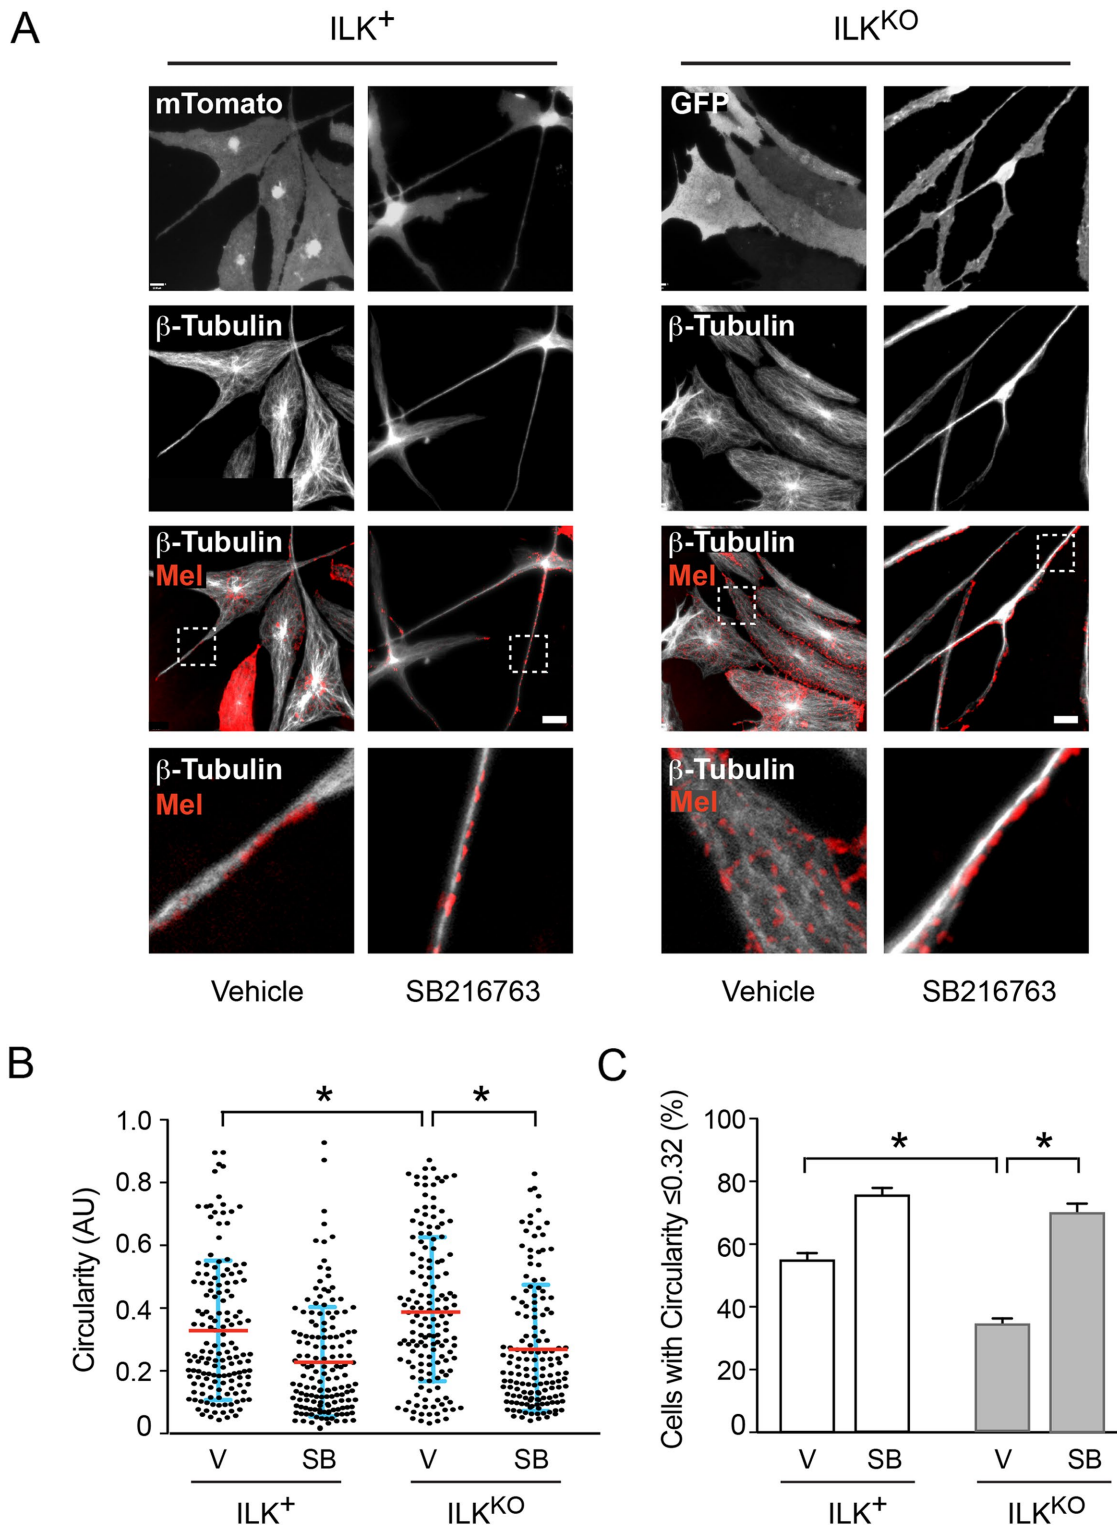 A
ILK+
ILKKO
mTomato
GFP
β-Tubulin
β-Tubulin
β-Tubulin
Mel
β-Tubulin
Mel
β-Tubulin
Mel
β-Tubulin
Mel
Vehicle
SB216763
Vehicle
SB216763
B
Circularity (AU)
1.0
0.8
0.6
0.4
0.2
0
*
*
V
SB
V
SB
ILK+
ILKKO
C
Cells with Circularity ≤0.32 (%)
100
80
60
40
20
0
*
*
V
SB
V
SB
ILK+
ILKKO